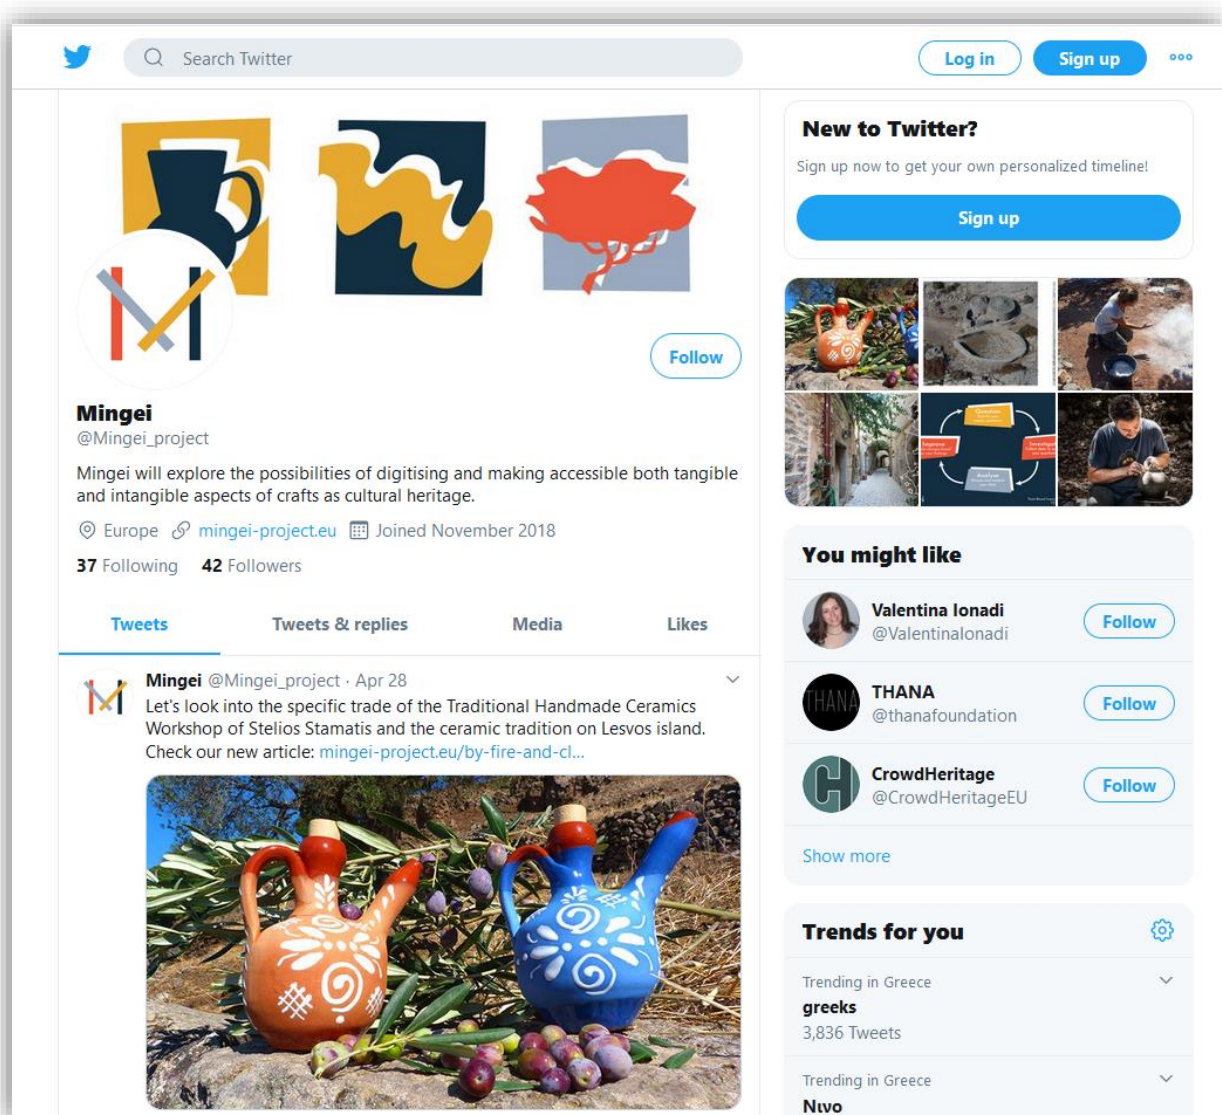 Search Twitter
Log in
Sign up
Follow
Mingei
@Mingei_project
Mingei will explore the possibilities of digitising and making accessible both tangible
and intangible aspects of crafts as cultural heritage.
Europe mingei-project.eu Joined November 2018
37 Following 42 Followers
Tweets Tweets & replies Media Likes
Mingei @Mingei_project · Apr 28
Let's look into the specific trade of the Traditional Handmade Ceramics
Workshop of Stelios Stamatis and the ceramic tradition on Lesvos island.
Check our new article: mingei-project.eu/by-fire-and-cl...
New to Twitter?
Sign up now to get your own personalized timeline!
Sign up
Question
Analyze
You might like
Valentina Ionadi
@ValentinaIonadi
Follow
THANA
THANA
@thanafoundation
Follow
CrowdHeritage
@CrowdHeritageEU
Follow
Show more
Trends for you
Trending in Greece
greeks
3,836 Tweets
Trending in Greece
Νινο